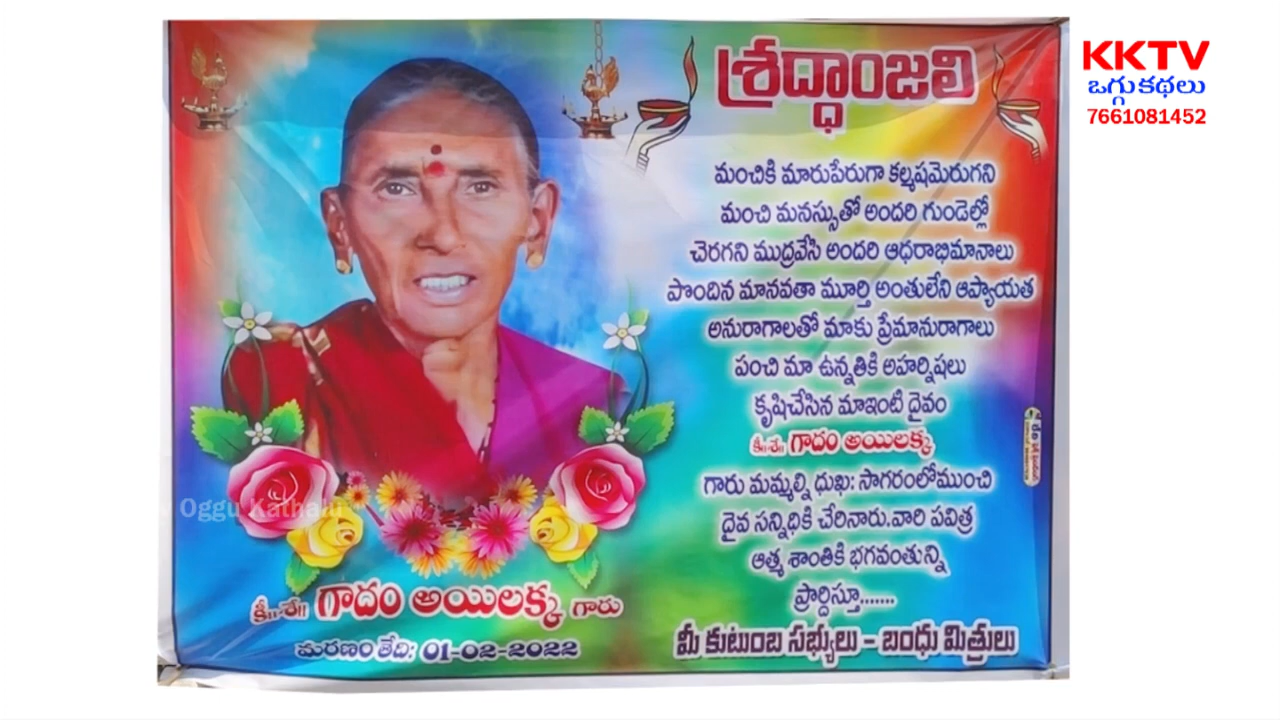 శ్రద్ధాంజలి
మంచికి మారుపేరుగా కల్మషమెరుగని
మంచి మనస్సుతో అందరి గుండెల్లో
చెరగని ముద్రవేసి అందరి ఆధరాభిమానాలు
పొందిన మానవతా మూర్తి అంతులేని ఆప్యాయత
అనురాగాలతో మాకు ప్రేమానురాగాలు
పంచి మా ఉన్నతికి అహర్నిషలు
కృషిచేసిన మాఇంటి దైవం
కీ॥శే॥ గాదం అయిలక్క
గారు మమ్మల్ని ధుఖ: సాగరంలోముంచి
దైవ సన్నిధికి చేరినారు.వారి పవిత్ర
ఆత్మ శాంతికి భగవంతున్ని
ప్రార్దిస్తూ.......
మీ కుటుంబ సభ్యులు - బంధు మిత్రులు
కీ॥శే॥ గాదం అయిలక్క గారు
మరణం తేది: 01-02-2022
Oggu Kathalu
KKTV
ఒగ్గు కథలు
7661081452